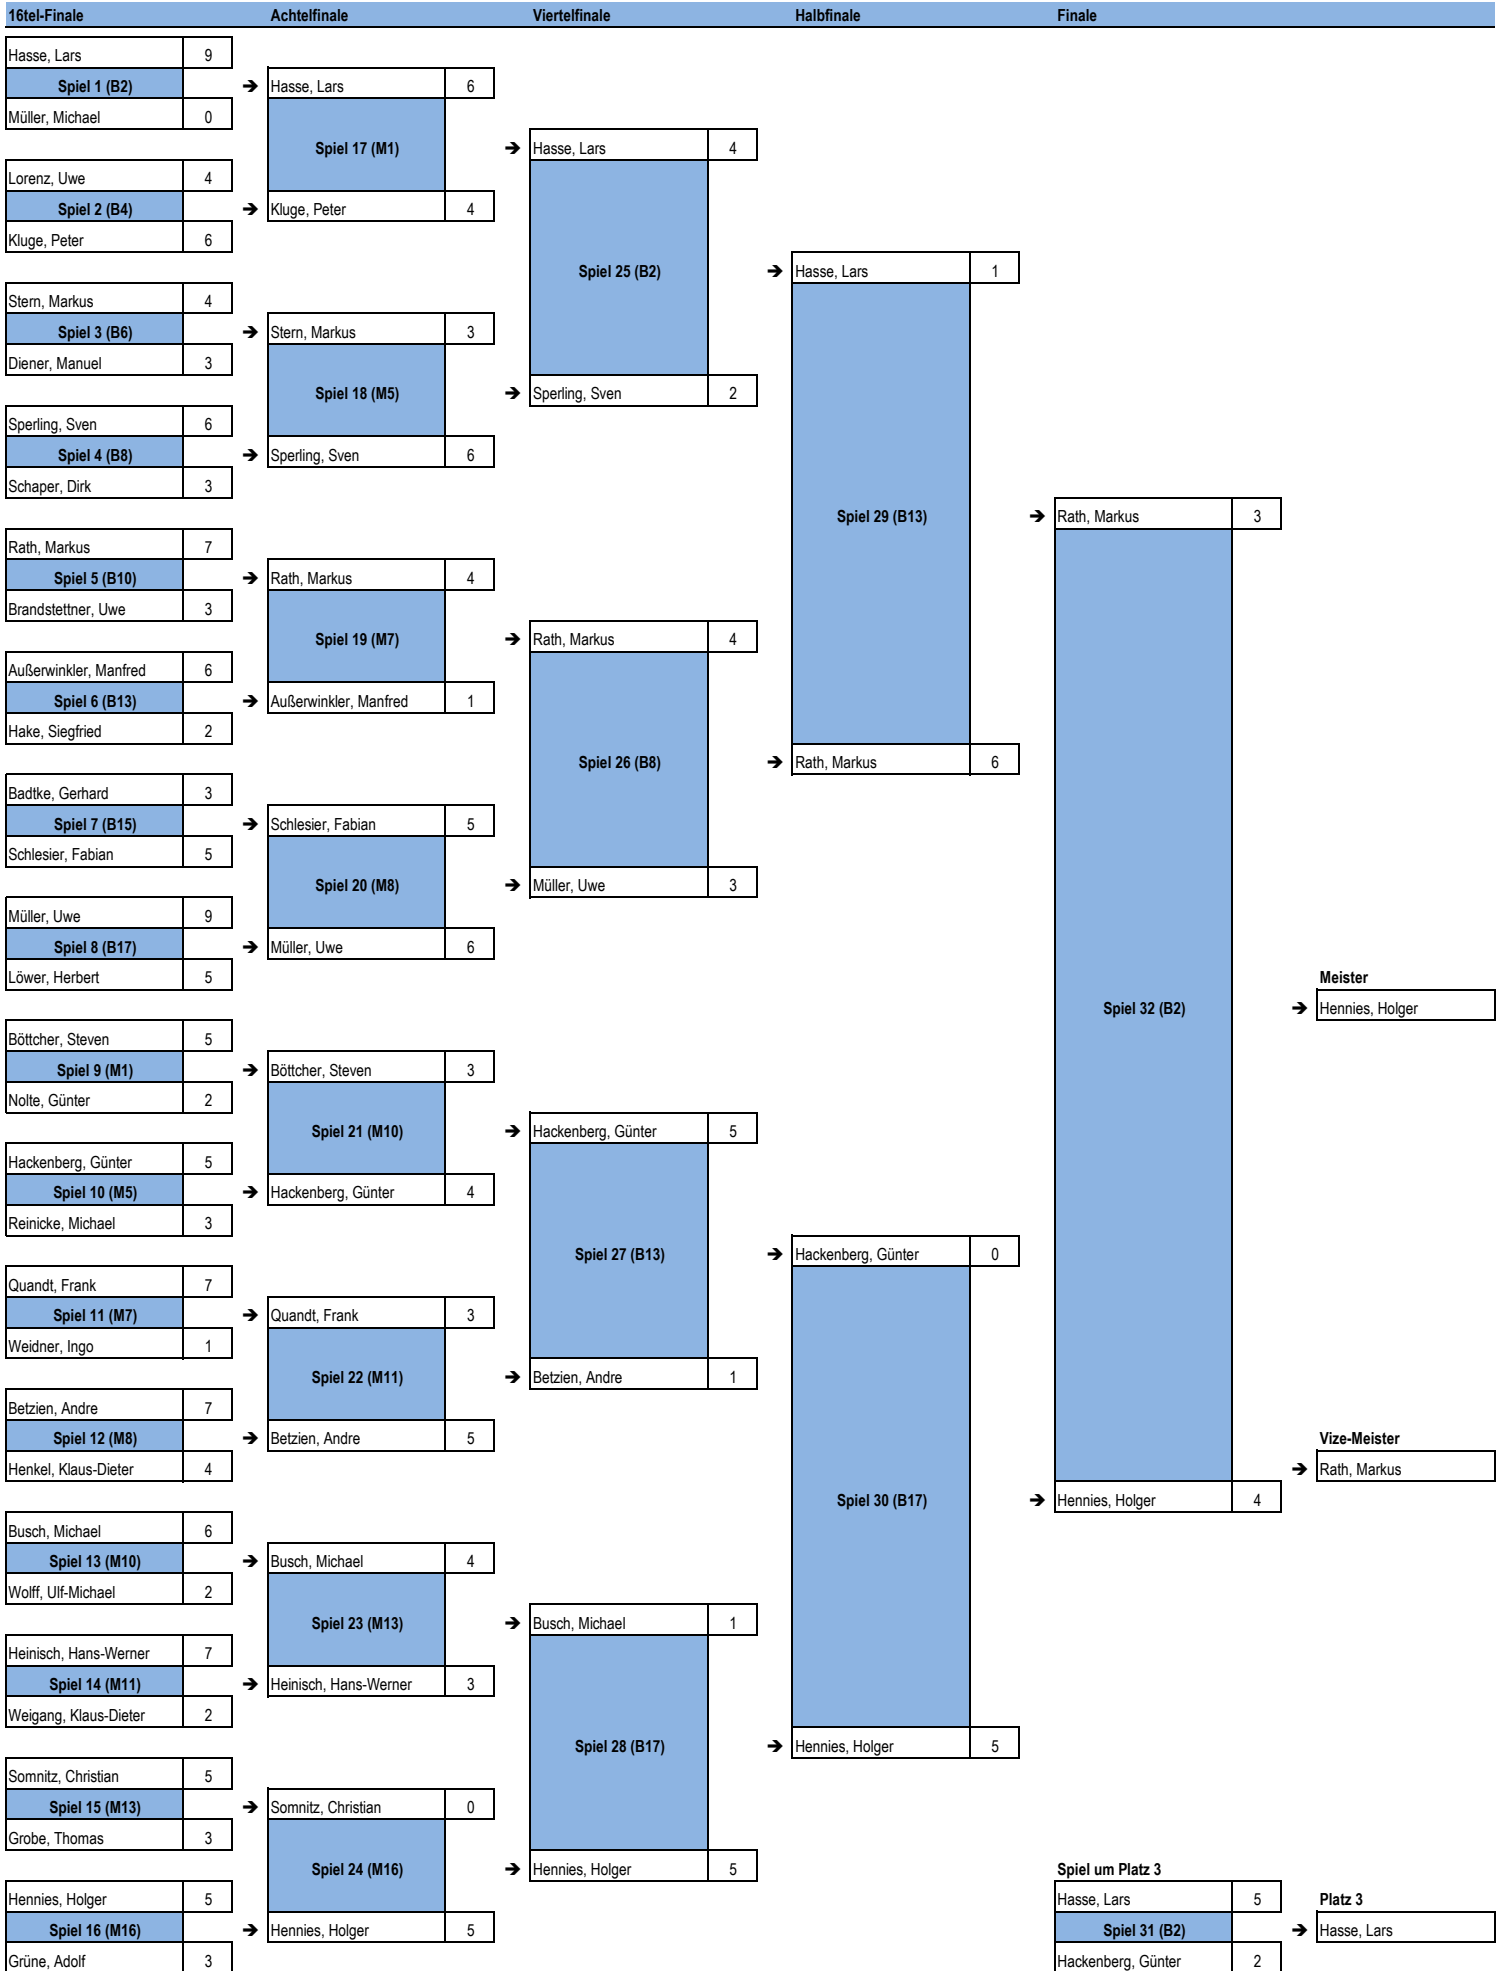 16tel-Finale Achtelfinale Viertelfinale Halbfinale Finale
Hasse, Lars 9
Spiel 1 (B2) ➔ Hasse, Lars 6
Müller, Michael 0
Spiel 17 (M1) ➔ Hasse, Lars 4
Lorenz, Uwe 4
Spiel 2 (B4) ➔ Kluge, Peter 4
Kluge, Peter 6
Spiel 25 (B2) ➔ Hasse, Lars 1
Stern, Markus 4
Spiel 3 (B6) ➔ Stern, Markus 3
Diener, Manuel 3
Spiel 18 (M5) ➔ Sperling, Sven 2
Sperling, Sven 6
Spiel 4 (B8) ➔ Sperling, Sven 6
Schaper, Dirk 3
Spiel 29 (B13) ➔ Rath, Markus 3
Rath, Markus 7
Spiel 5 (B10) ➔ Rath, Markus 4
Brandstettner, Uwe 3
Spiel 19 (M7) ➔ Rath, Markus 4
Außerwinkler, Manfred 6
Spiel 6 (B13) ➔ Außerwinkler, Manfred 1
Hake, Siegfried 2
Spiel 26 (B8) ➔ Rath, Markus 6
Badtke, Gerhard 3
Spiel 7 (B15) ➔ Schlesier, Fabian 5
Schlesier, Fabian 5
Spiel 20 (M8) ➔ Müller, Uwe 3
Müller, Uwe 9
Spiel 8 (B17) ➔ Müller, Uwe 6
Löwer, Herbert 5 Meister
Spiel 32 (B2) ➔ Hennies, Holger
Böttcher, Steven 5
Spiel 9 (M1) ➔ Böttcher, Steven 3
Nolte, Günter 2
Spiel 21 (M10) ➔ Hackenberg, Günter 5
Hackenberg, Günter 5
Spiel 10 (M5) ➔ Hackenberg, Günter 4
Reinicke, Michael 3
Spiel 27 (B13) ➔ Hackenberg, Günter 0
Quandt, Frank 7
Spiel 11 (M7) ➔ Quandt, Frank 3
Weidner, Ingo 1
Spiel 22 (M11) ➔ Betzien, Andre 1
Betzien, Andre 7
Spiel 12 (M8) ➔ Betzien, Andre 5 Vize-Meister
Henkel, Klaus-Dieter 4 ➔ Rath, Markus
Spiel 30 (B17) ➔ Hennies, Holger 4
Busch, Michael 6
Spiel 13 (M10) ➔ Busch, Michael 4
Wolff, Ulf-Michael 2
Spiel 23 (M13) ➔ Busch, Michael 1
Heinisch, Hans-Werner 7
Spiel 14 (M11) ➔ Heinisch, Hans-Werner 3
Weigang, Klaus-Dieter 2
Spiel 28 (B17) ➔ Hennies, Holger 5
Somnitz, Christian 5
Spiel 15 (M13) ➔ Somnitz, Christian 0
Grobe, Thomas 3
Spiel 24 (M16) ➔ Hennies, Holger 5 Spiel um Platz 3
Hennies, Holger 5 Hasse, Lars 5 Platz 3
Spiel 16 (M16) ➔ Hennies, Holger 5 Spiel 31 (B2) ➔ Hasse, Lars
Grüne, Adolf 3 Hackenberg, Günter 2